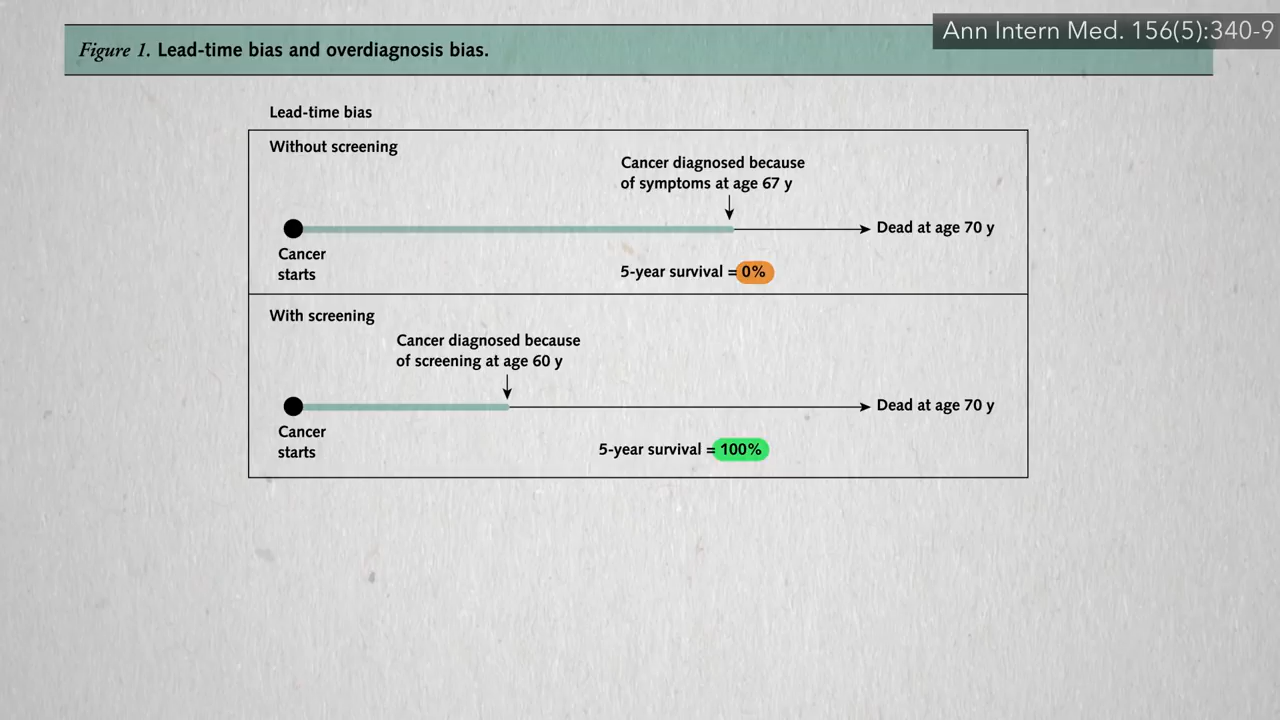 Ann Intern Med. 156(5):340-9
Figure 1. Lead-time bias and overdiagnosis bias.
Lead-time bias
Without screening
Cancer diagnosed because
of symptoms at age 67 y
Dead at age 70 y
Cancer
starts
5-year survival = 0%
With screening
Cancer diagnosed because
of screening at age 60 y
Dead at age 70 y
Cancer
starts
5-year survival = 100%